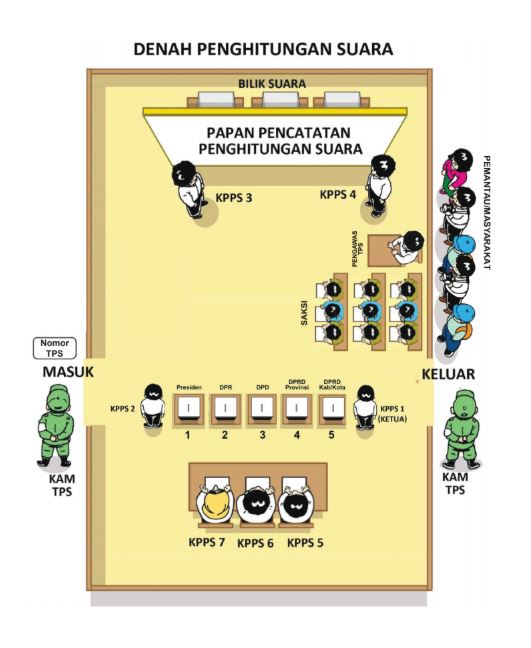 DENAH PENGHITUNGAN SUARA
BILIK SUARA
PAPAN PENCATATAN
PENGHITUNGAN SUARA
KPPS 3
KPPS 4
PEMANTAU/MASYARAKAT
PENGAWAS
TPS
SAKSI
Nomor
TPS
MASUK
KELUAR
KPPS 2
Presiden
DPR
DPD
DPRD
Provinsi
DPRD
Kab/Kota
KPPS 1
(KETUA)
1 2 3 4 5
KAM
TPS
KAM
TPS
KPPS 7 KPPS 6 KPPS 5